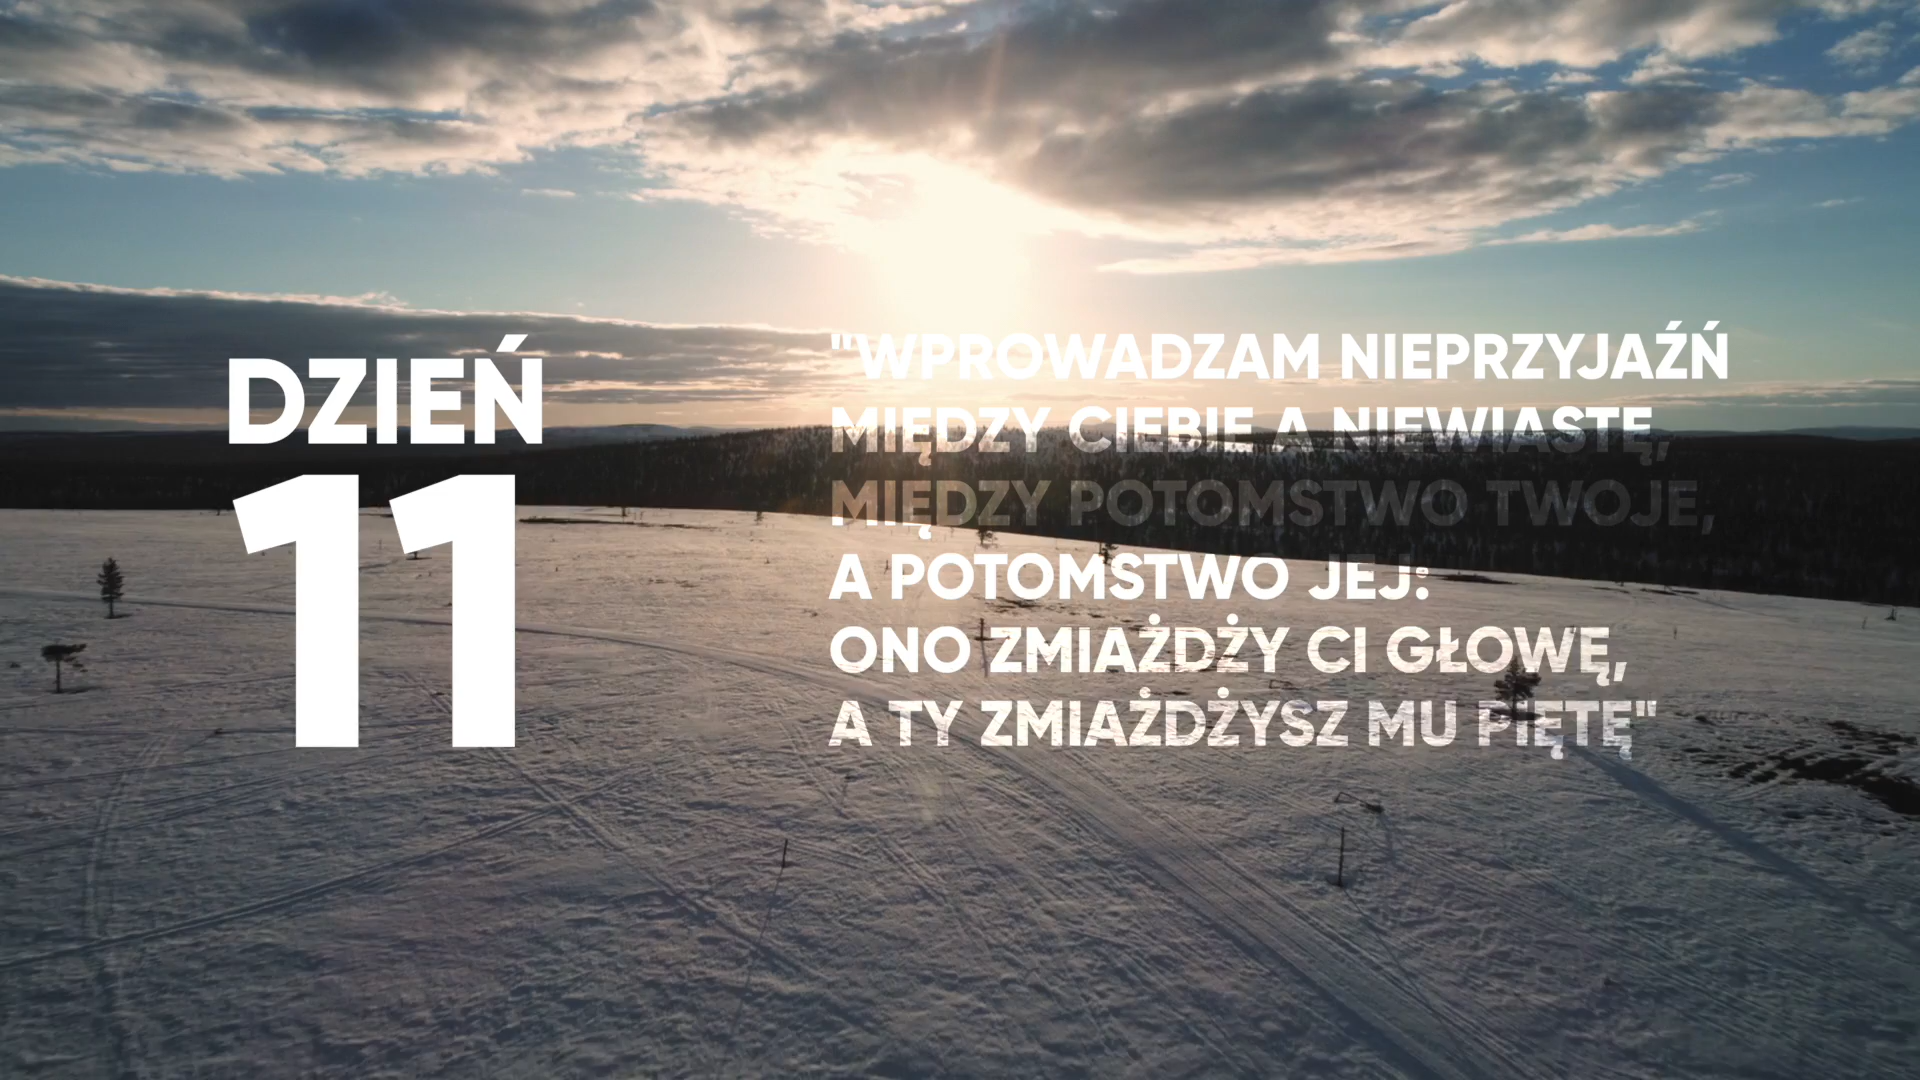 DZIEŃ
11
"WPROWADZAM NIEPRZYJAŹŃ
MIĘDZY CIEBIE A NIEWIASTĘ,
MIĘDZY POTOMSTWO TWOJE,
A POTOMSTWO JEJ:
ONO ZMIAŻDŻY CI GŁOWĘ,
A TY ZMIAŻDŻYSZ MU PIĘTĘ"